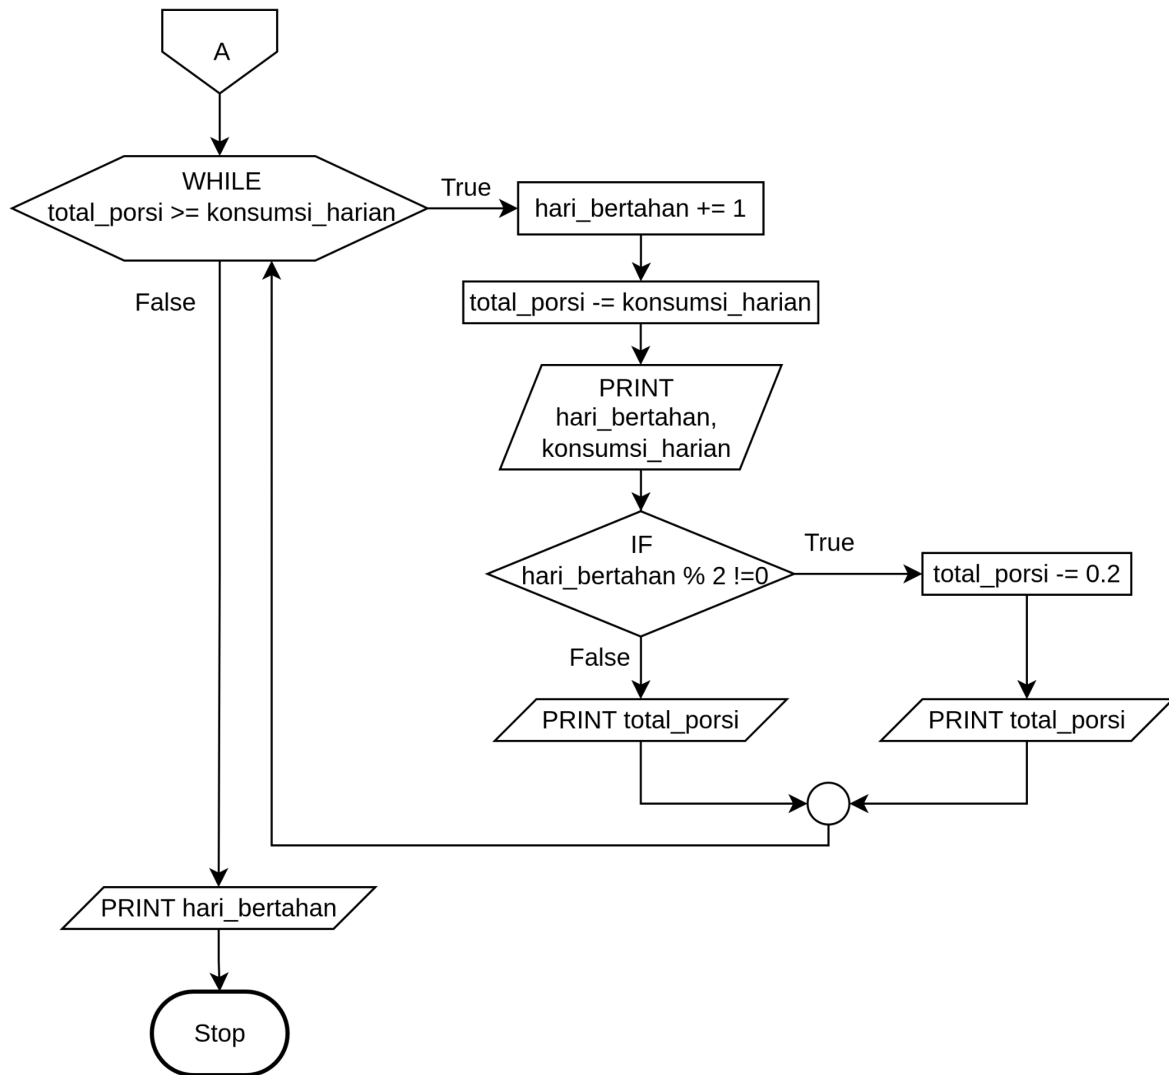 A
WHILE
total_porsi >= konsumsi_harian
True
hari_bertahan += 1
False
total_porsi -= konsumsi_harian
PRINT
hari_bertahan,
konsumsi_harian
IF
hari_bertahan % 2 !=0
True
total_porsi -= 0.2
False
PRINT total_porsi
PRINT total_porsi
PRINT hari_bertahan
Stop